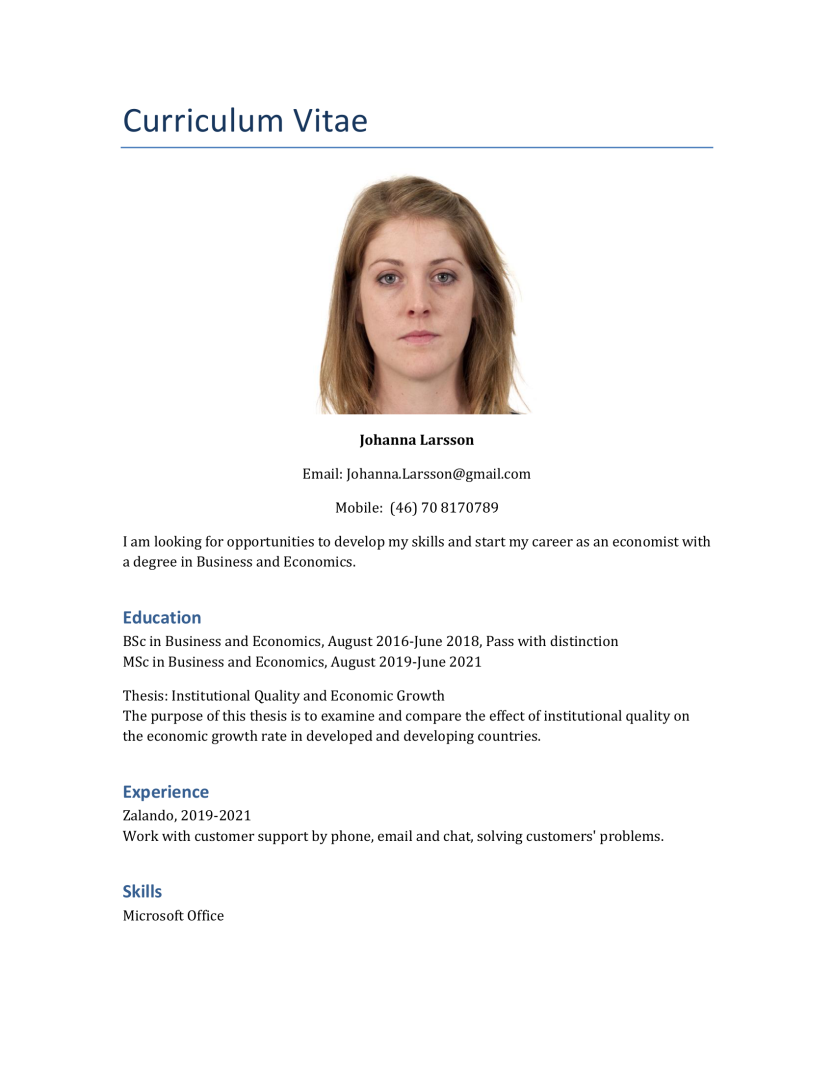 Curriculum Vitae
Johanna Larsson
Email: Johanna.Larsson@gmail.com
Mobile:  (46) 70 8170789
I am looking for opportunities to develop my skills and start my career as an economist with
a degree in Business and Economics.
Education
BSc in Business and Economics, August 2016-June 2018, Pass with distinction
MSc in Business and Economics, August 2019-June 2021
Thesis: Institutional Quality and Economic Growth
The purpose of this thesis is to examine and compare the effect of institutional quality on
the economic growth rate in developed and developing countries.
Experience
Zalando, 2019-2021
Work with customer support by phone, email and chat, solving customers' problems.
Skills
Microsoft Office